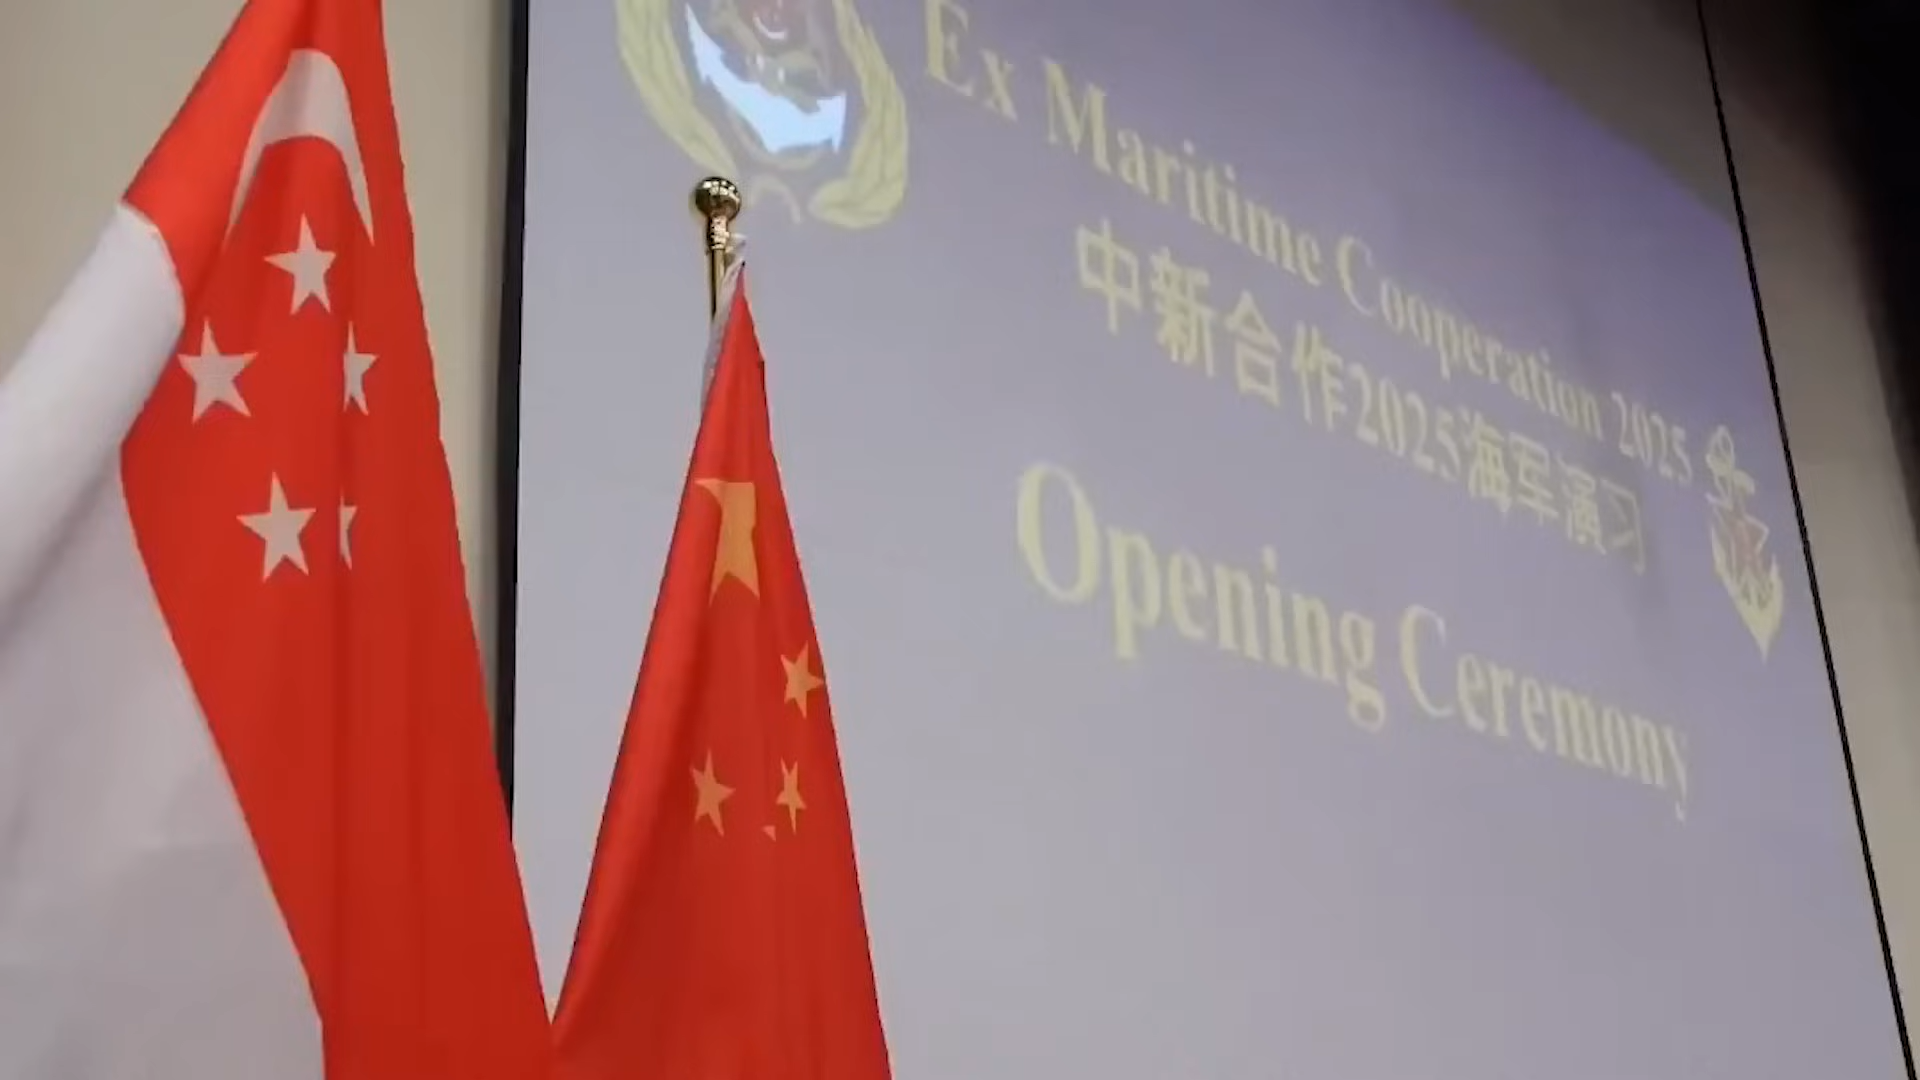 Ex Maritime Cooperation 2025
中新合作2025海军演习
Opening Ceremony